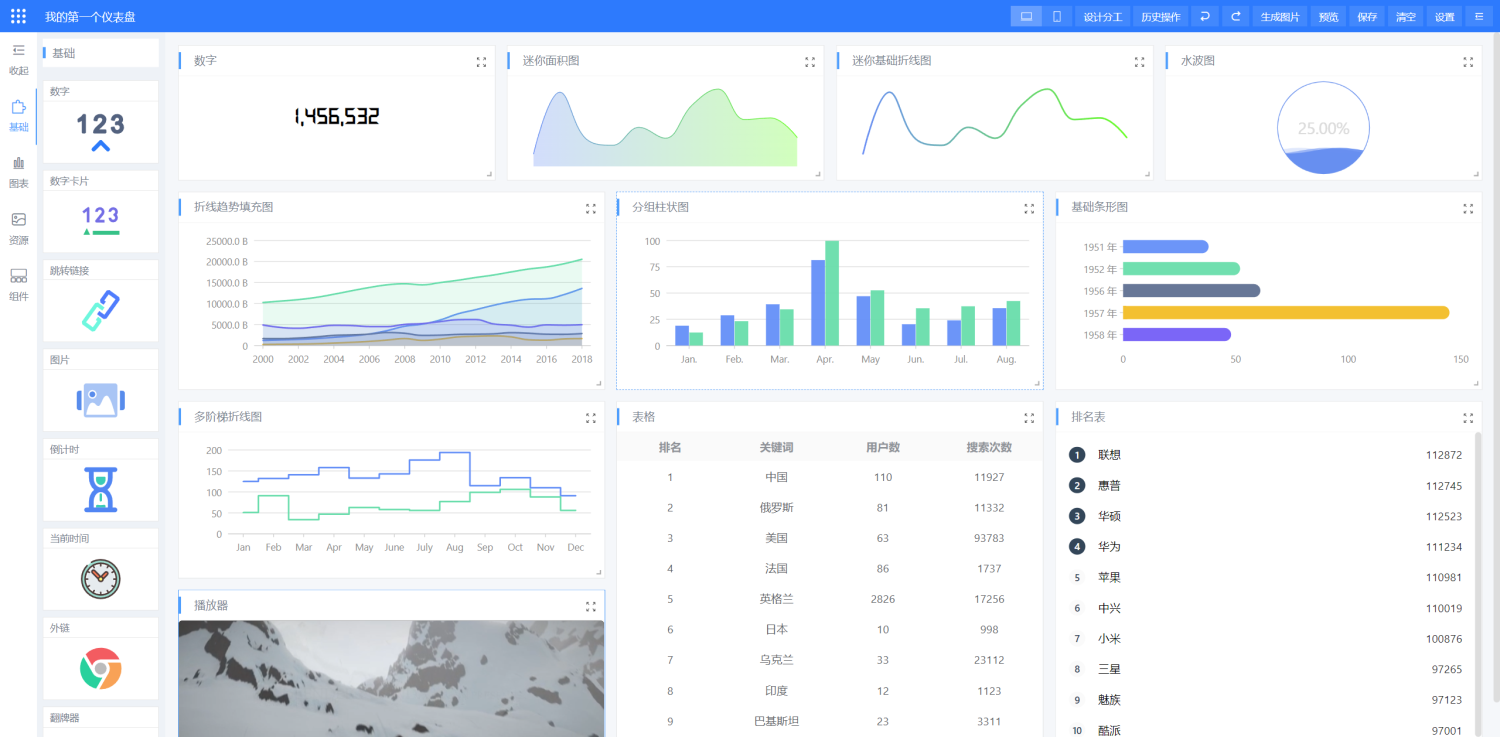 我的第一个仪表盘
设计分工 历史操作 生成图片 预览 保存 清空 设置
收起
基础
图表
资源
组件
基础
数字
123
数字卡片
123
跳转链接
图片
倒计时
当前时间
外链
翻牌器
数字
1,456,532
迷你面积图
迷你基础折线图
水波图
25.00%
折线趋势填充图
25000.0 B
20000.0 B
15000.0 B
10000.0 B
5000.0 B
0
2000 2002 2004 2006 2008 2010 2012 2014 2016 2018
分组柱状图
100
75
50
25
0
Jan. Feb. Mar. Apr. May Jun. Jul. Aug.
基础条形图
1951 年
1952 年
1956 年
1957 年
1958 年
0 50 100 150
多阶梯折线图
200
150
100
50
0
Jan Feb Mar Apr May June July Aug Sep Oct Nov Dec
播放器
表格
排名 关键词 用户数 搜索次数
1 中国 110 11927
2 俄罗斯 81 11332
3 美国 63 93783
4 法国 86 1737
5 英格兰 2826 17256
6 日本 10 998
7 乌克兰 33 23112
8 印度 12 1123
9 巴基斯坦 23 3311
排名表
1 联想 112872
2 惠普 112745
3 华硕 112523
4 华为 111234
5 苹果 110981
6 中兴 110019
7 小米 100876
8 三星 97265
9 魅族 97123
10 酷派 97001